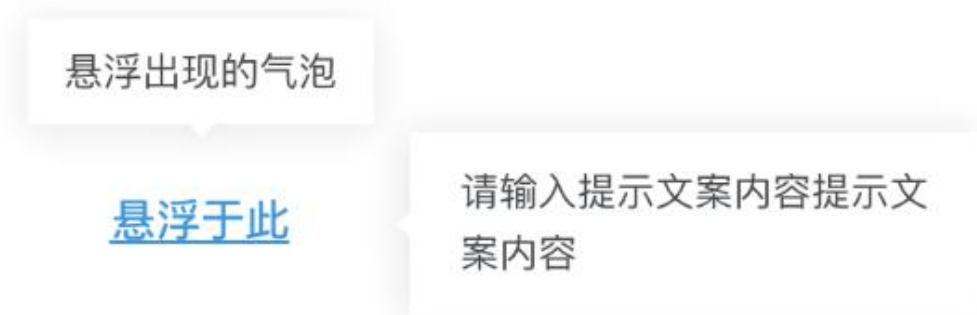 悬浮出现的气泡
悬浮于此
请输入提示文案内容提示文
案内容